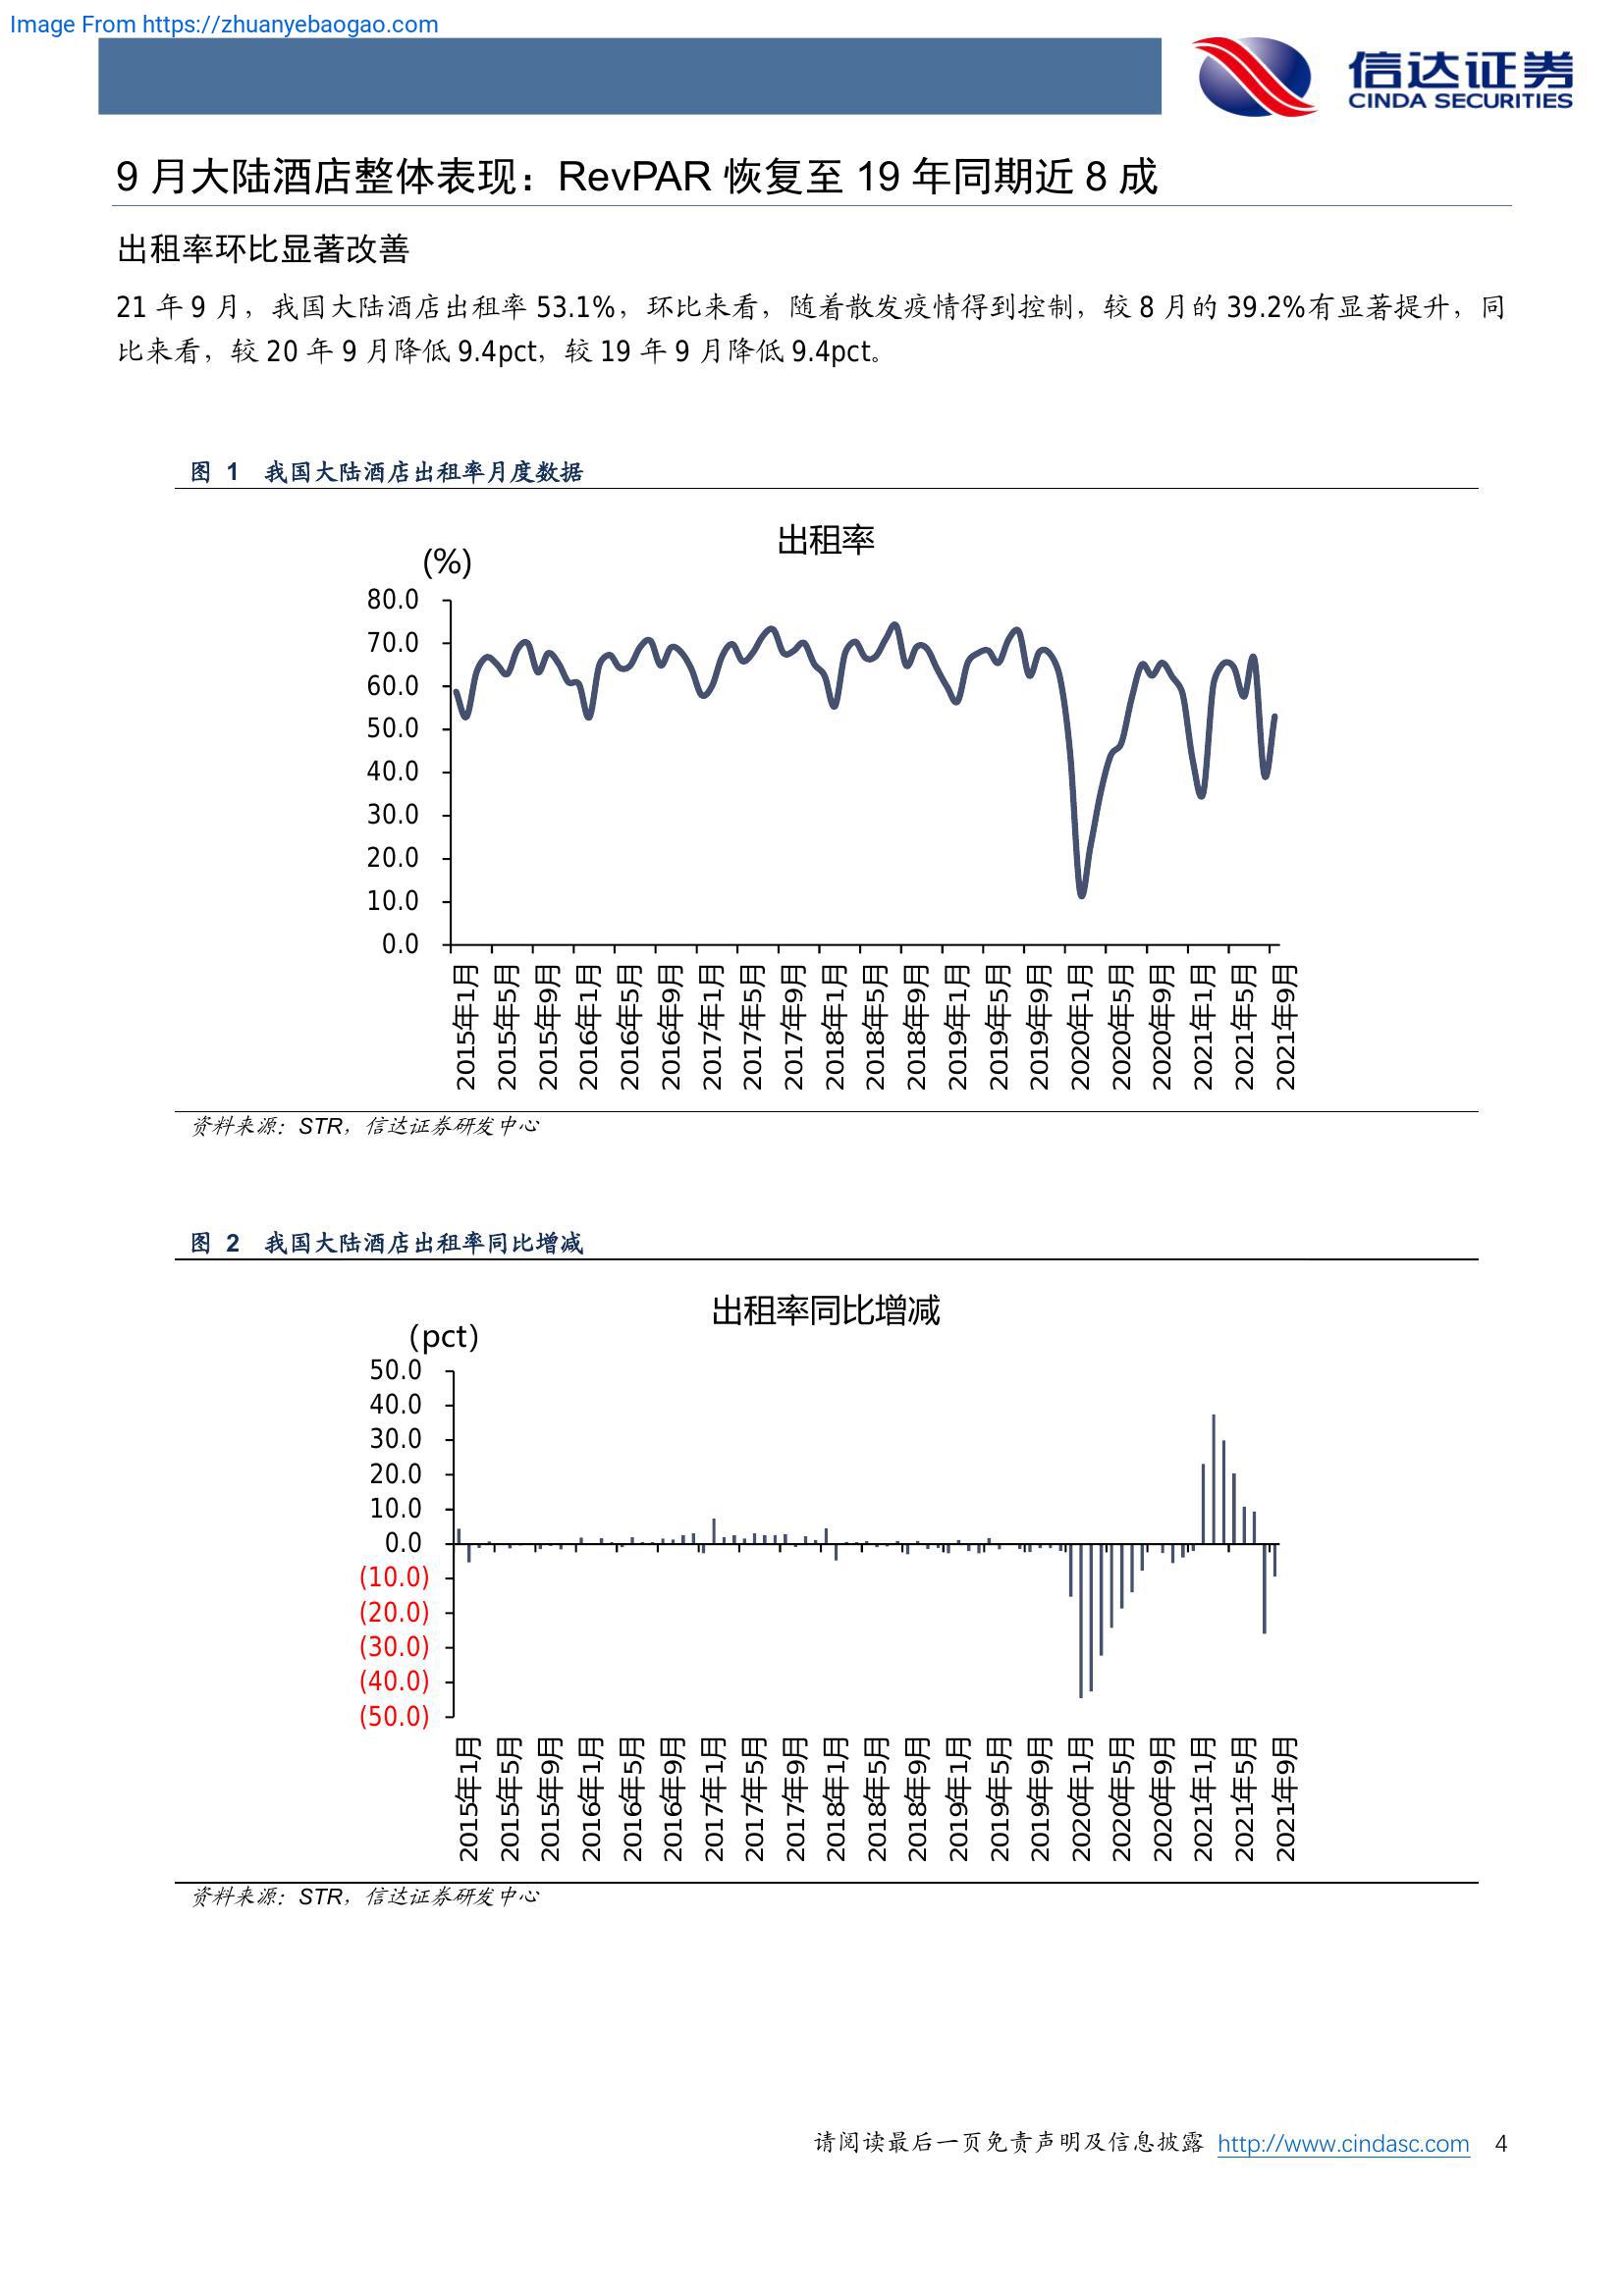 Image From https://zhuanyebaogao.com
信达证券
CINDA SECURITIES
9 月大陆酒店整体表现：RevPAR 恢复至 19 年同期近 8 成
出租率环比显著改善
21 年 9 月，我国大陆酒店出租率 53.1%，环比来看，随着散发疫情得到控制，较 8 月的 39.2%有显著提升，同
比来看，较 20 年 9 月降低 9.4pct，较 19 年 9 月降低 9.4pct。
图 1 我国大陆酒店出租率月度数据
出租率
(%)
80.0
70.0
60.0
50.0
40.0
30.0
20.0
10.0
0.0
2015年1月
2015年5月
2015年9月
2016年1月
2016年5月
2016年9月
2017年1月
2017年5月
2017年9月
2018年1月
2018年5月
2018年9月
2019年1月
2019年5月
2019年9月
2020年1月
2020年5月
2020年9月
2021年1月
2021年5月
2021年9月
资料来源：STR，信达证券研发中心
图 2 我国大陆酒店出租率同比增减
出租率同比增减
（pct）
50.0
40.0
30.0
20.0
10.0
0.0
(10.0)
(20.0)
(30.0)
(40.0)
(50.0)
2015年1月
2015年5月
2015年9月
2016年1月
2016年5月
2016年9月
2017年1月
2017年5月
2017年9月
2018年1月
2018年5月
2018年9月
2019年1月
2019年5月
2019年9月
2020年1月
2020年5月
2020年9月
2021年1月
2021年5月
2021年9月
资料来源：STR，信达证券研发中心
请阅读最后一页免责声明及信息披露 http://www.cindasc.com 4